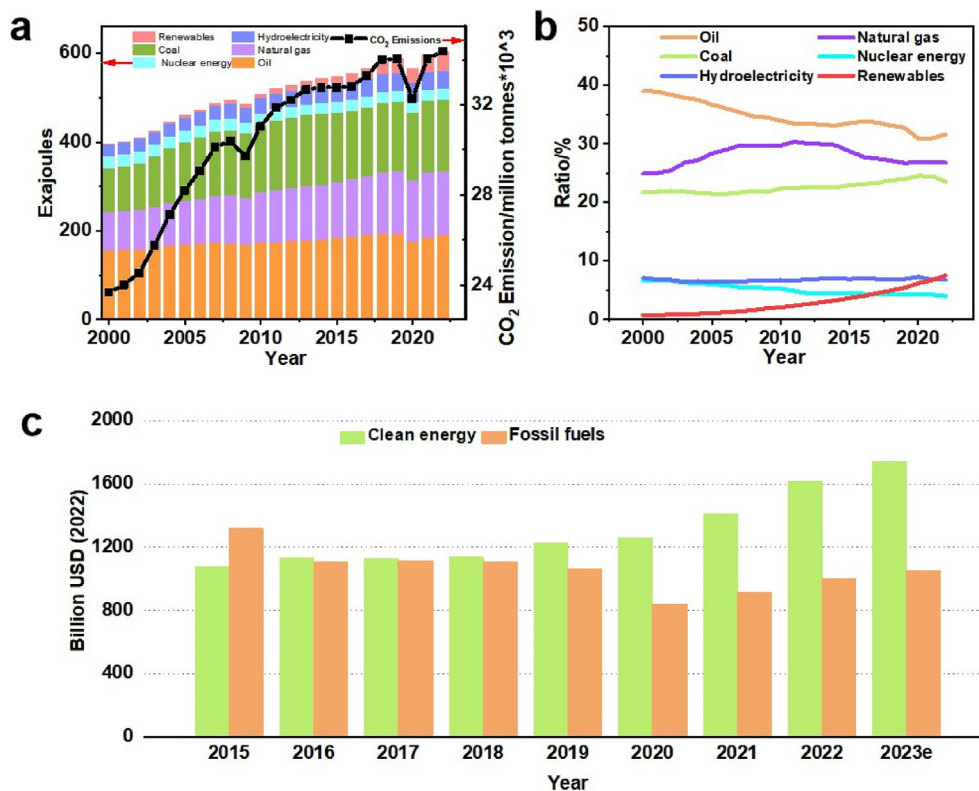 a
Renewables
Hydroelectricity
CO2 Emissions
Coal
Natural gas
Nuclear energy
Oil
600
400
200
0
Exajoules
32
28
24
CO2 Emission/million tonnes*10^3
2000 2005 2010 2015 2020
Year
b
Oil
Natural gas
Coal
Nuclear energy
Hydroelectricity
Renewables
50
40
30
20
10
0
Ratio/%
2000 2005 2010 2015 2020
Year
c
Clean energy
Fossil fuels
2000
1600
1200
800
400
0
Billion USD (2022)
2015 2016 2017 2018 2019 2020 2021 2022 2023e
Year